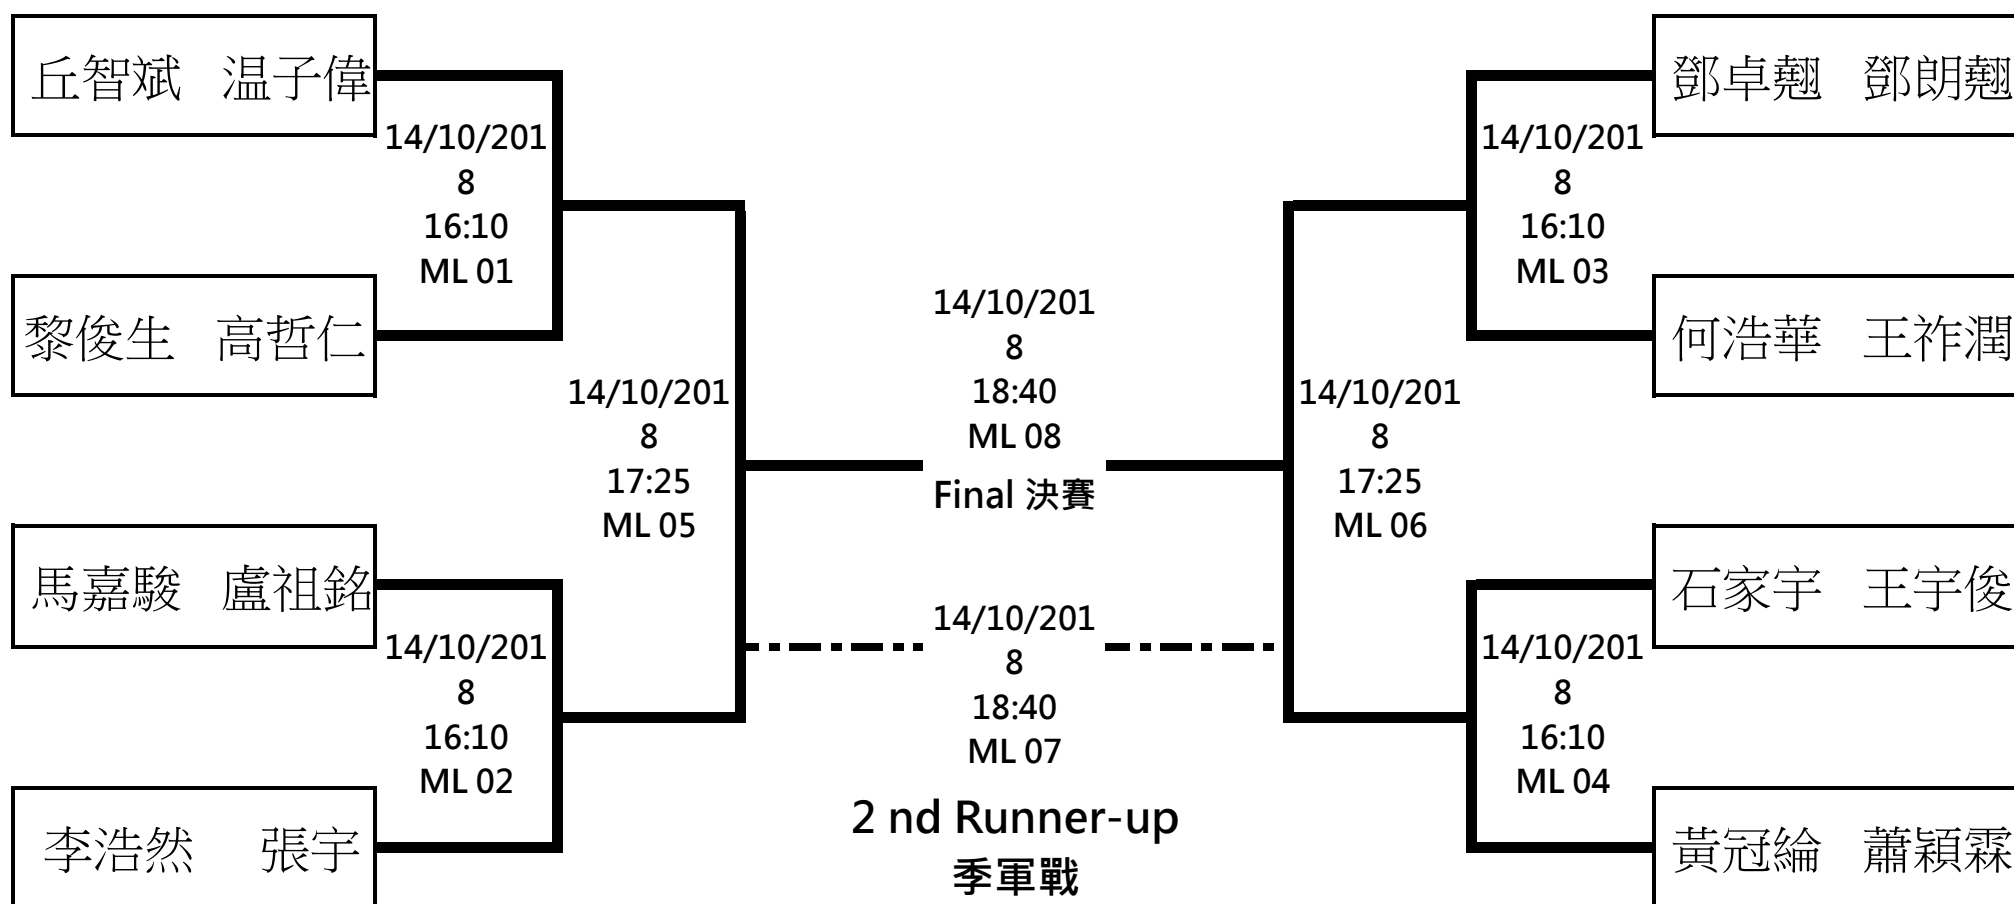 丘智斌 温子偉
14/10/201
8
16:10
ML 01
黎俊生 高哲仁
14/10/201
8
17:25
ML 05
馬嘉駿 盧祖銘
14/10/201
8
16:10
ML 02
李浩然 張宇
14/10/201
8
18:40
ML 08
Final 決賽
14/10/201
8
18:40
ML 07
2 nd Runner-up
季軍戰
鄧卓翹 鄧朗翹
14/10/201
8
16:10
ML 03
何浩華 王祚潤
14/10/201
8
17:25
ML 06
石家宇 王宇俊
14/10/201
8
16:10
ML 04
黃冠綸 蕭穎霖